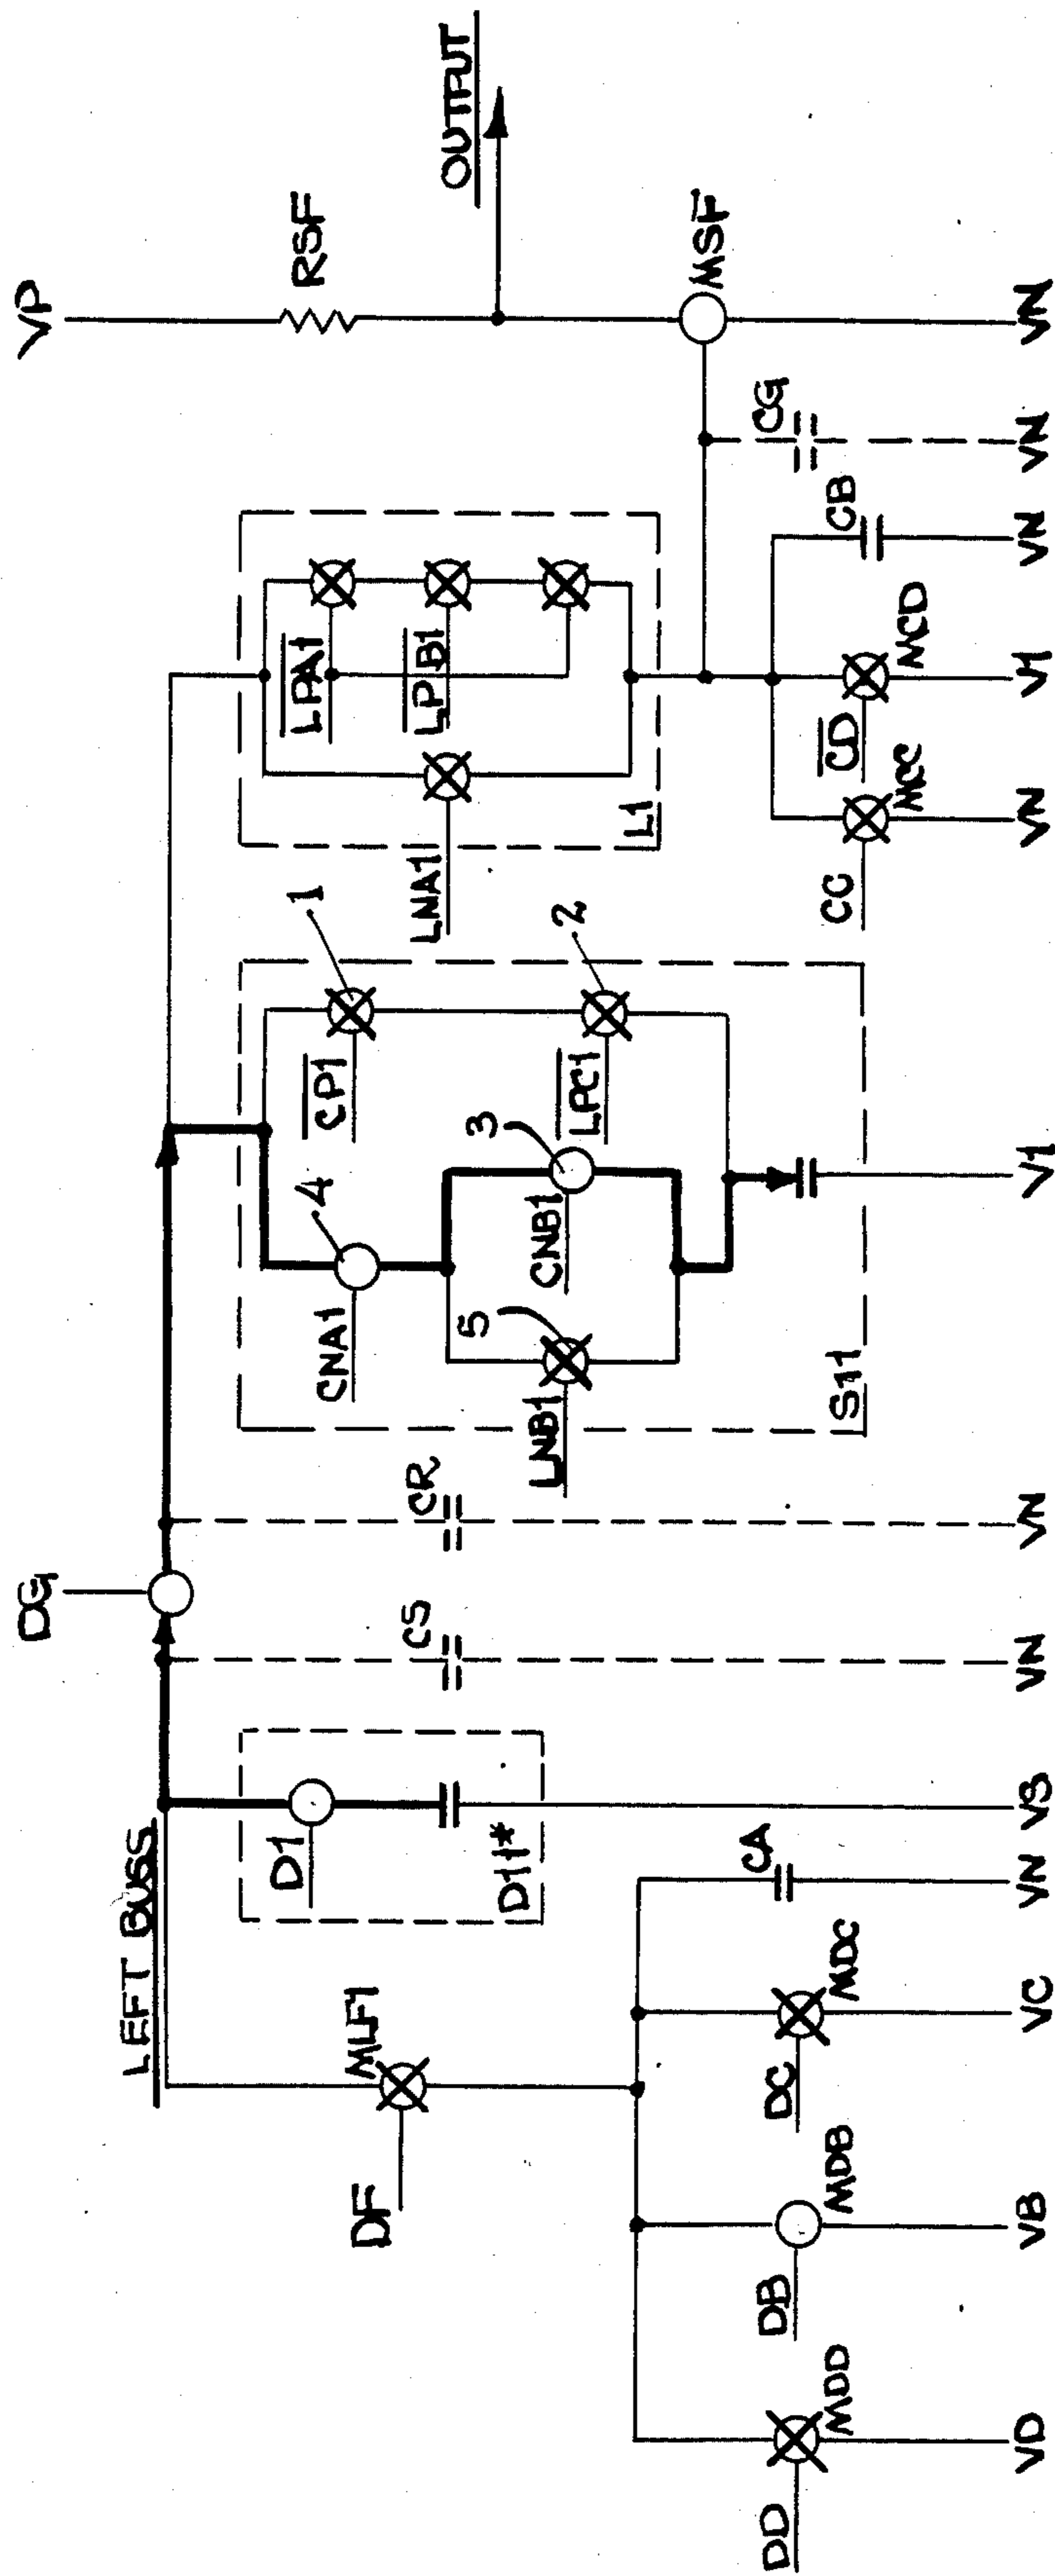 VP
RSF
OUTPUT
MSF
VN
CG
VN
CB
VN
LPA1
LPB1
LNA1
L1
CD
MCD
V1
CC
MCC
VN
1
CP1
2
LPC1
3
CNB1
4
CNA1
5
LNB1
S11
V1
CR
VN
DG
CS
VN
LEFT BUSS
D1
D11*
VS
CA
VN
MLF1
DF
DC
MDC
VC
DB
MDB
VB
DD
MDD
VD